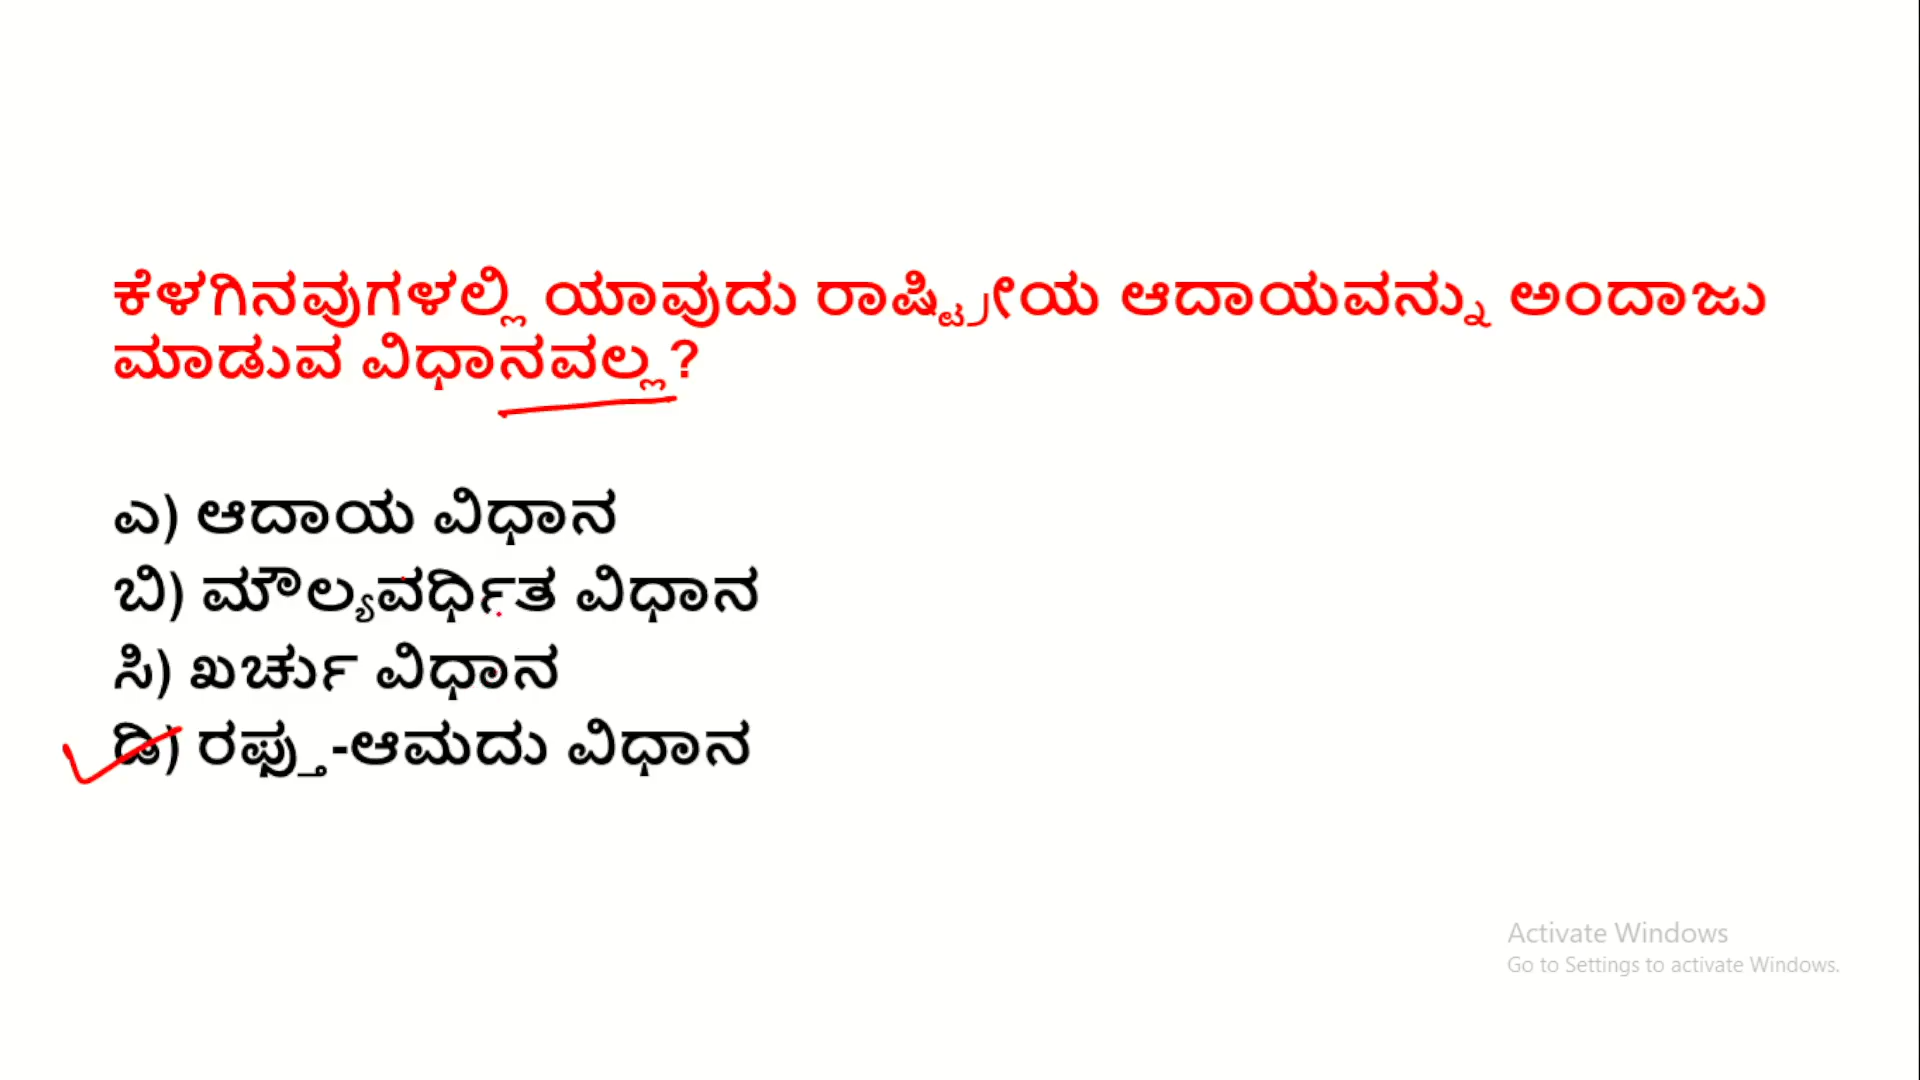 ಕೆಳಗಿನವುಗಳಲ್ಲಿ ಯಾವುದು ರಾಷ್ಟ್ರೀಯ ಆದಾಯವನ್ನು ಅಂದಾಜು
ಮಾಡುವ ವಿಧಾನವಲ್ಲ?
ಎ) ಆದಾಯ ವಿಧಾನ
ಬಿ) ಮೌಲ್ಯವರ್ಧಿತ ವಿಧಾನ
ಸಿ) ಖರ್ಚು ವಿಧಾನ
ಡಿ) ರಫ್ತು-ಆಮದು ವಿಧಾನ
Activate Windows
Go to Settings to activate Windows.